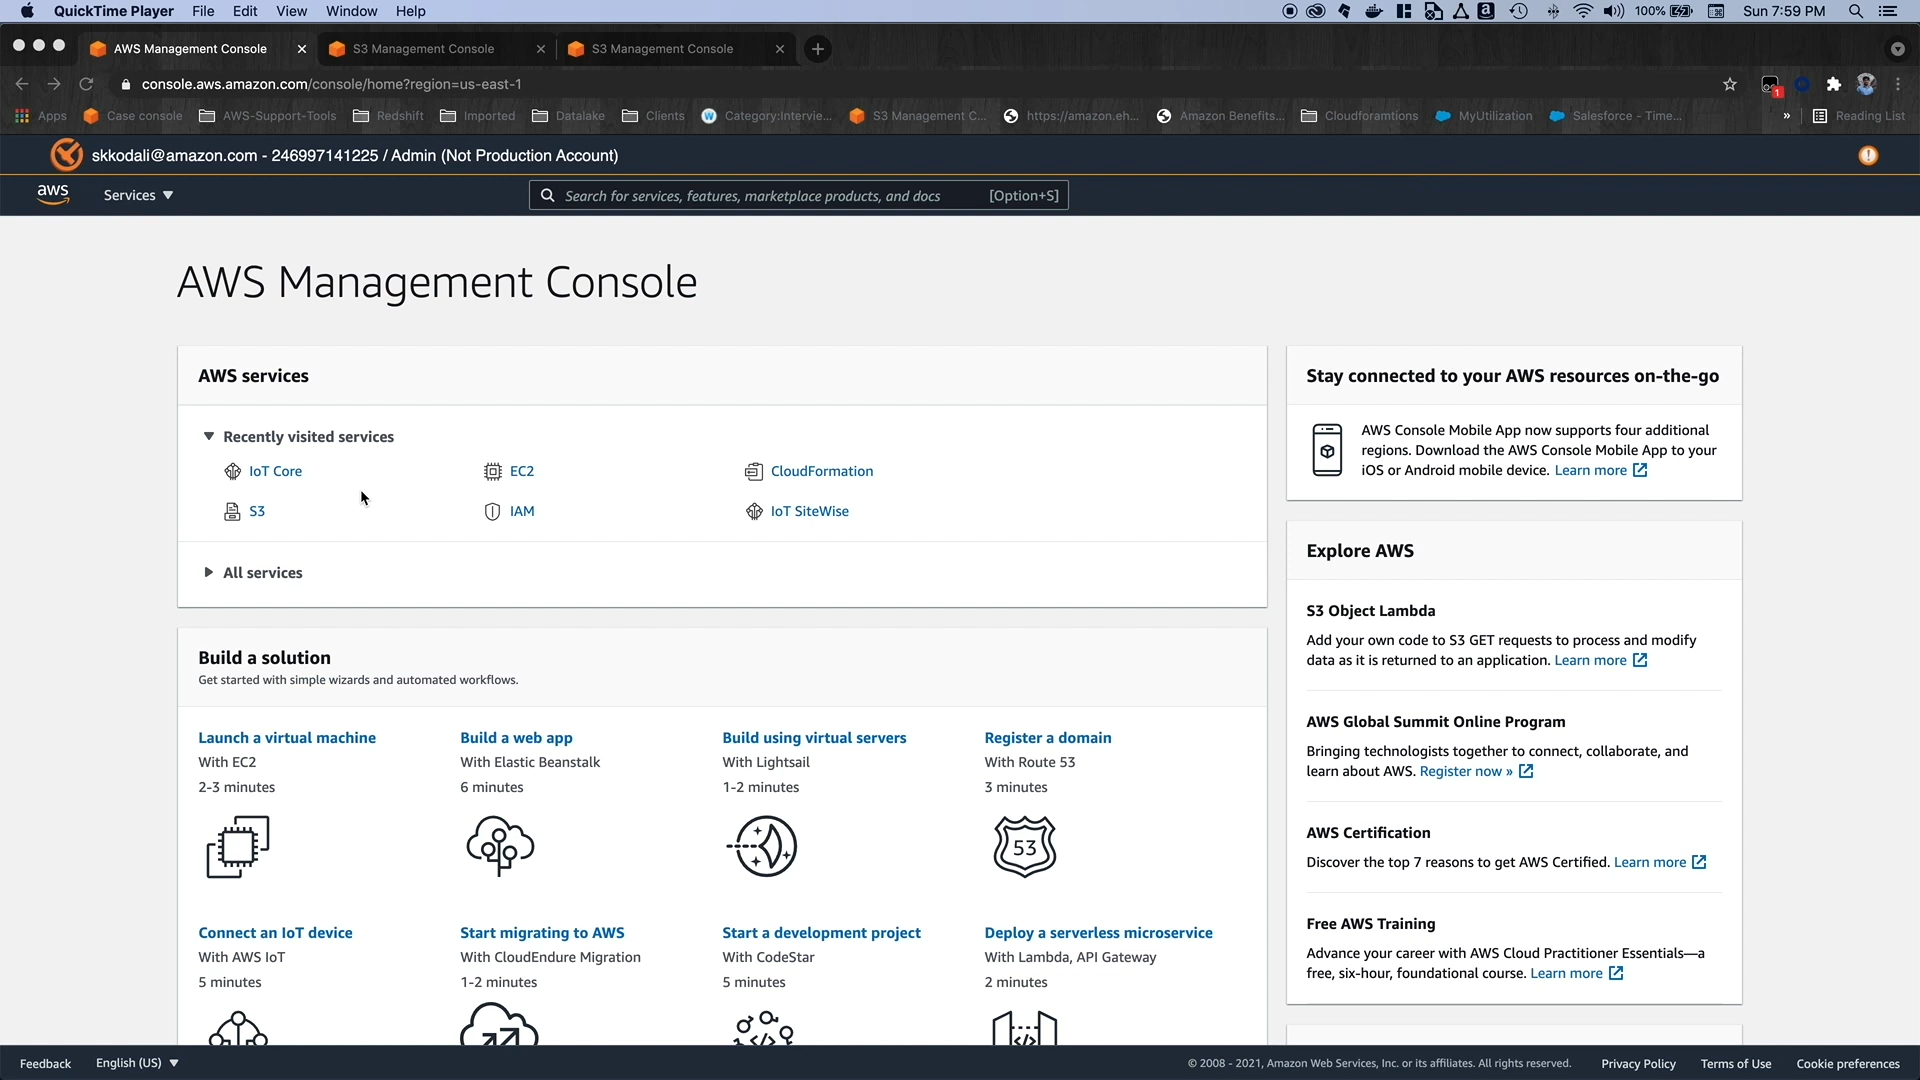 QuickTime Player File Edit View Window Help
100% Sun 7:59 PM
AWS Management Console
S3 Management Console
S3 Management Console
console.aws.amazon.com/console/home?region=us-east-1
1
Apps Case console AWS-Support-Tools Redshift Imported Datalake Clients Category:Intervie... S3 Management C... https://amazon.eh... Amazon Benefits... Cloudforamtions MyUtilization Salesforce - Time... » Reading List
skkodali@amazon.com - 246997141225 / Admin (Not Production Account)
aws Services
Search for services, features, marketplace products, and docs [Option+S]
AWS Management Console
AWS services
Recently visited services
IoT Core
EC2
CloudFormation
S3
IAM
IoT SiteWise
All services
Build a solution
Get started with simple wizards and automated workflows.
Launch a virtual machine
With EC2
2-3 minutes
Build a web app
With Elastic Beanstalk
6 minutes
Build using virtual servers
With Lightsail
1-2 minutes
Register a domain
With Route 53
3 minutes
53
Connect an IoT device
With AWS IoT
5 minutes
Start migrating to AWS
With CloudEndure Migration
1-2 minutes
Start a development project
With CodeStar
5 minutes
Deploy a serverless microservice
With Lambda, API Gateway
2 minutes
Stay connected to your AWS resources on-the-go
AWS Console Mobile App now supports four additional
regions. Download the AWS Console Mobile App to your
iOS or Android mobile device. Learn more
Explore AWS
S3 Object Lambda
Add your own code to S3 GET requests to process and modify
data as it is returned to an application. Learn more
AWS Global Summit Online Program
Bringing technologists together to connect, collaborate, and
learn about AWS. Register now »
AWS Certification
Discover the top 7 reasons to get AWS Certified. Learn more
Free AWS Training
Advance your career with AWS Cloud Practitioner Essentials—a
free, six-hour, foundational course. Learn more
Feedback English (US)
© 2008 - 2021, Amazon Web Services, Inc. or its affiliates. All rights reserved. Privacy Policy Terms of Use Cookie preferences